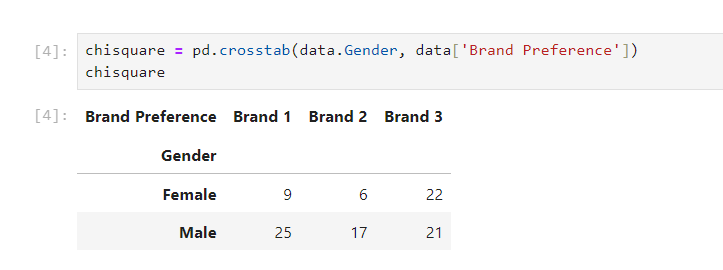 [4]: chisquare = pd.crosstab(data.Gender, data['Brand Preference'])
chisquare
[4]: Brand Preference Brand 1 Brand 2 Brand 3
Gender
Female 9 6 22
Male 25 17 21